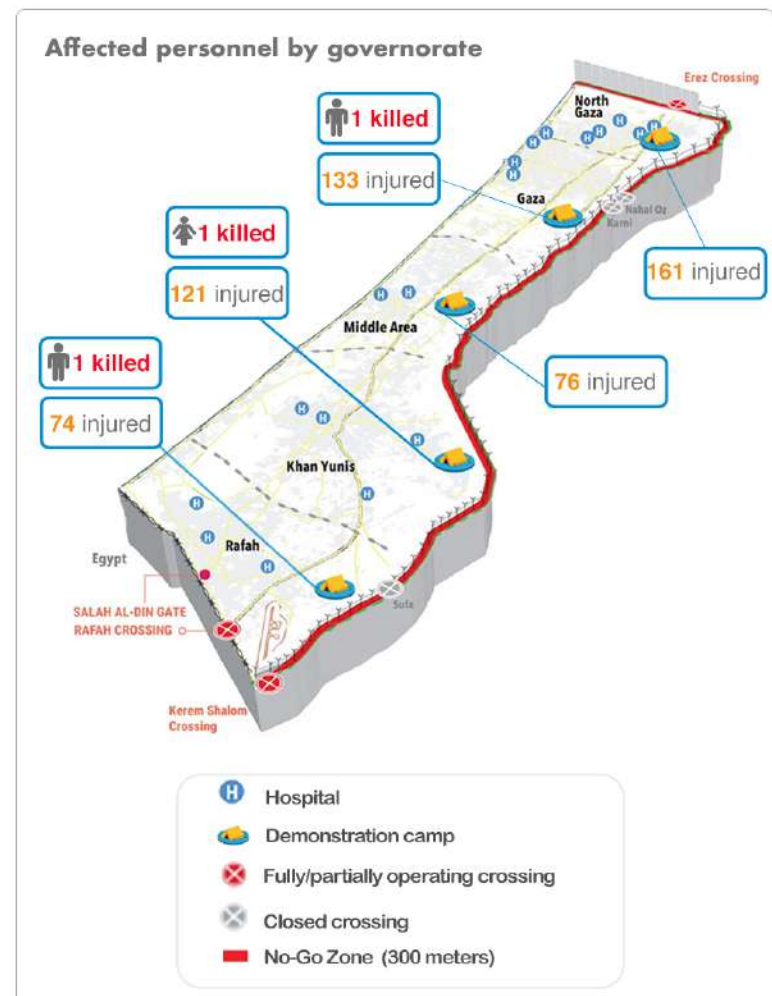 Affected personnel by governorate
Erez Crossing
North
Gaza
1 killed
133 injured
Gaza
Nahal Oz
Karni
1 killed
161 injured
121 injured
Middle Area
1 killed
76 injured
74 injured
Khan Yunis
Rafah
Egypt
Sufa
SALAH AL-DIN GATE
RAFAH CROSSING
Kerem Shalom
Crossing
H Hospital
Demonstration camp
Fully/partially operating crossing
Closed crossing
No-Go Zone (300 meters)